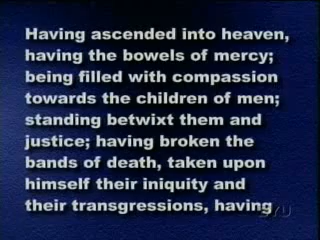 Having ascended into heaven,
having the bowels of mercy;
being filled with compassion
towards the children of men;
standing betwixt them and
justice; having broken the
bands of death, taken upon
himself their iniquity and
their transgressions, having
BYU